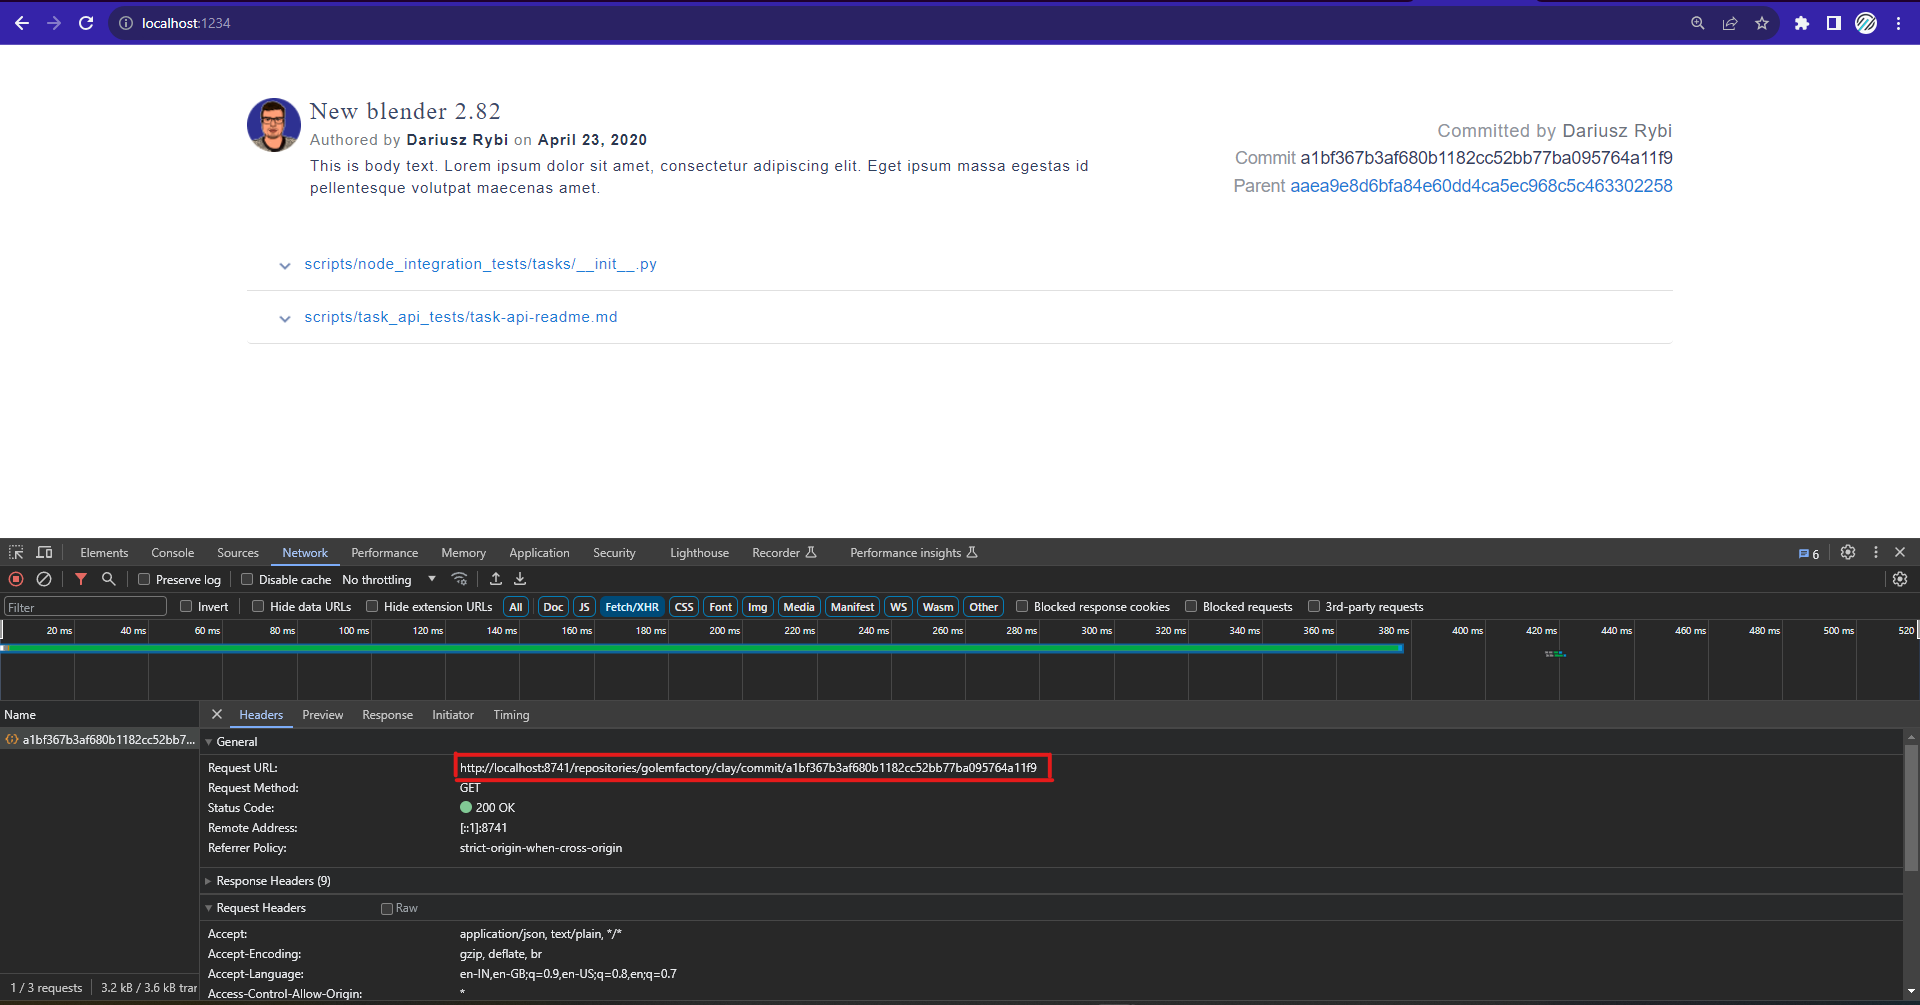 localhost:1234
New blender 2.82
Authored by Dariusz Rybi on April 23, 2020
This is body text. Lorem ipsum dolor sit amet, consectetur adipiscing elit. Eget ipsum massa egestas id
pellentesque volutpat maecenas amet.
Committed by Dariusz Rybi
Commit a1bf367b3af680b1182cc52bb77ba095764a11f9
Parent aaea9e8d6bfa84e60dd4ca5ec968c5c463302258
scripts/node_integration_tests/tasks/__init__.py
scripts/task_api_tests/task-api-readme.md
Elements Console Sources Network Performance Memory Application Security Lighthouse Recorder Performance insights 6
Preserve log Disable cache No throttling
Filter Invert Hide data URLs Hide extension URLs All Doc JS Fetch/XHR CSS Font Img Media Manifest WS Wasm Other Blocked response cookies Blocked requests 3rd-party requests
20 ms 40 ms 60 ms 80 ms 100 ms 120 ms 140 ms 160 ms 180 ms 200 ms 220 ms 240 ms 260 ms 280 ms 300 ms 320 ms 340 ms 360 ms 380 ms 400 ms 420 ms 440 ms 460 ms 480 ms 500 ms 520
Name
a1bf367b3af680b1182cc52bb7...
1 / 3 requests 3.2 kB / 3.6 kB trar
Headers Preview Response Initiator Timing
General
Request URL: http://localhost:8741/repositories/golemfactory/clay/commit/a1bf367b3af680b1182cc52bb77ba095764a11f9
Request Method: GET
Status Code: 200 OK
Remote Address: [::1]:8741
Referrer Policy: strict-origin-when-cross-origin
Response Headers (9)
Request Headers Raw
Accept: application/json, text/plain, */*
Accept-Encoding: gzip, deflate, br
Accept-Language: en-IN,en-GB;q=0.9,en-US;q=0.8,en;q=0.7
Access-Control-Allow-Origin: *